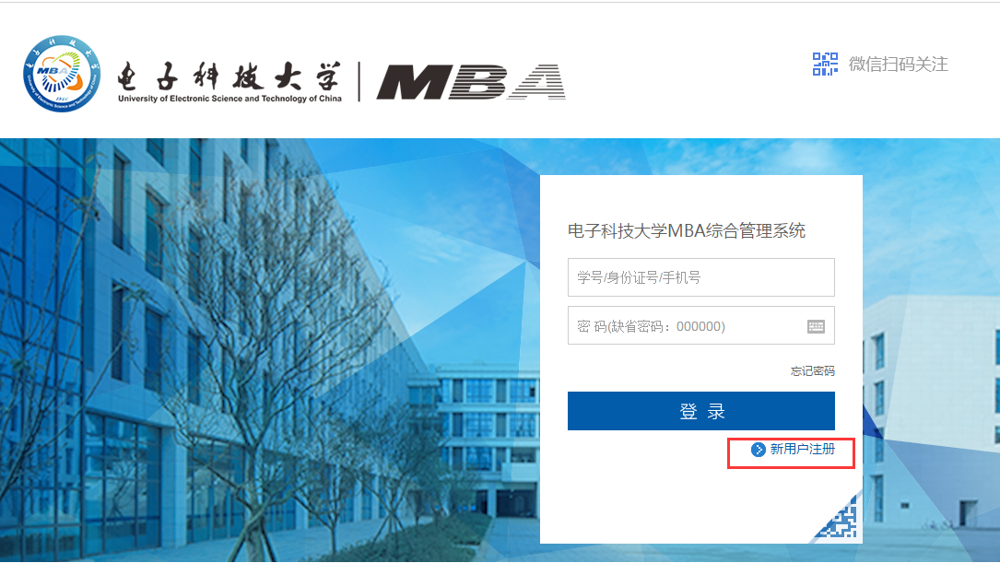 电子科技大学
University of Electronic Science and Technology of China
MBA
MBA
微信扫码关注
电子科技大学MBA综合管理系统
学号/身份证号/手机号
密 码(缺省密码：000000)
忘记密码
登 录
新用户注册